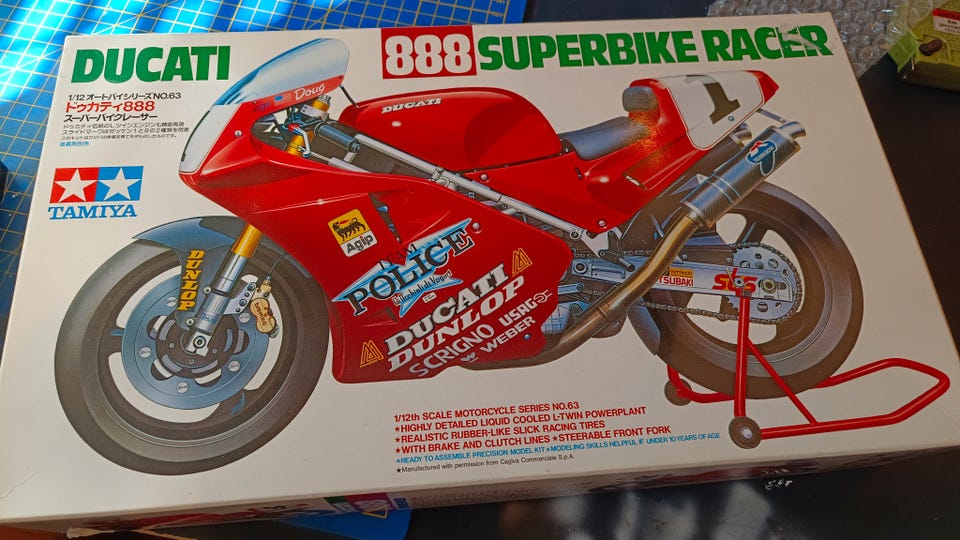 DUCATI
888 SUPERBIKE RACER
1/12 オートバイシリーズNO.63
ドゥカティ888
スーパーバイクレーサー
TAMIYA
Doug
DUCATI
1
Agip
POLICE
DUNLOP
DUCATI
DUNLOP
SCRIGNO
USAG
WEBER
TSUBAKI
1/12th SCALE MOTORCYCLE SERIES NO.63
★HIGHLY DETAILED LIQUID COOLED L-TWIN POWERPLANT
★REALISTIC RUBBER-LIKE SLICK RACING TIRES
★WITH BRAKE AND CLUTCH LINES ★STEERABLE FRONT FORK
★READY TO ASSEMBLE PRECISION MODEL KIT ★MODELING SKILLS HELPFUL IF UNDER 10 YEARS OF AGE
★Manufactured with permission from Cagiva Commerciale S.p.A.